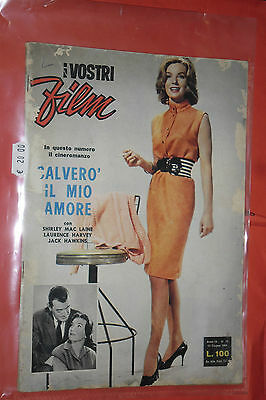 i VOSTRI
Film
In questo numero
il cineromanzo
SALVERO'
iL MIO
AMORE
con
SHIRLEY MAC LAINE
LAURENCE HARVEY
JACK HAWKINS
L. 100
€ 20 00